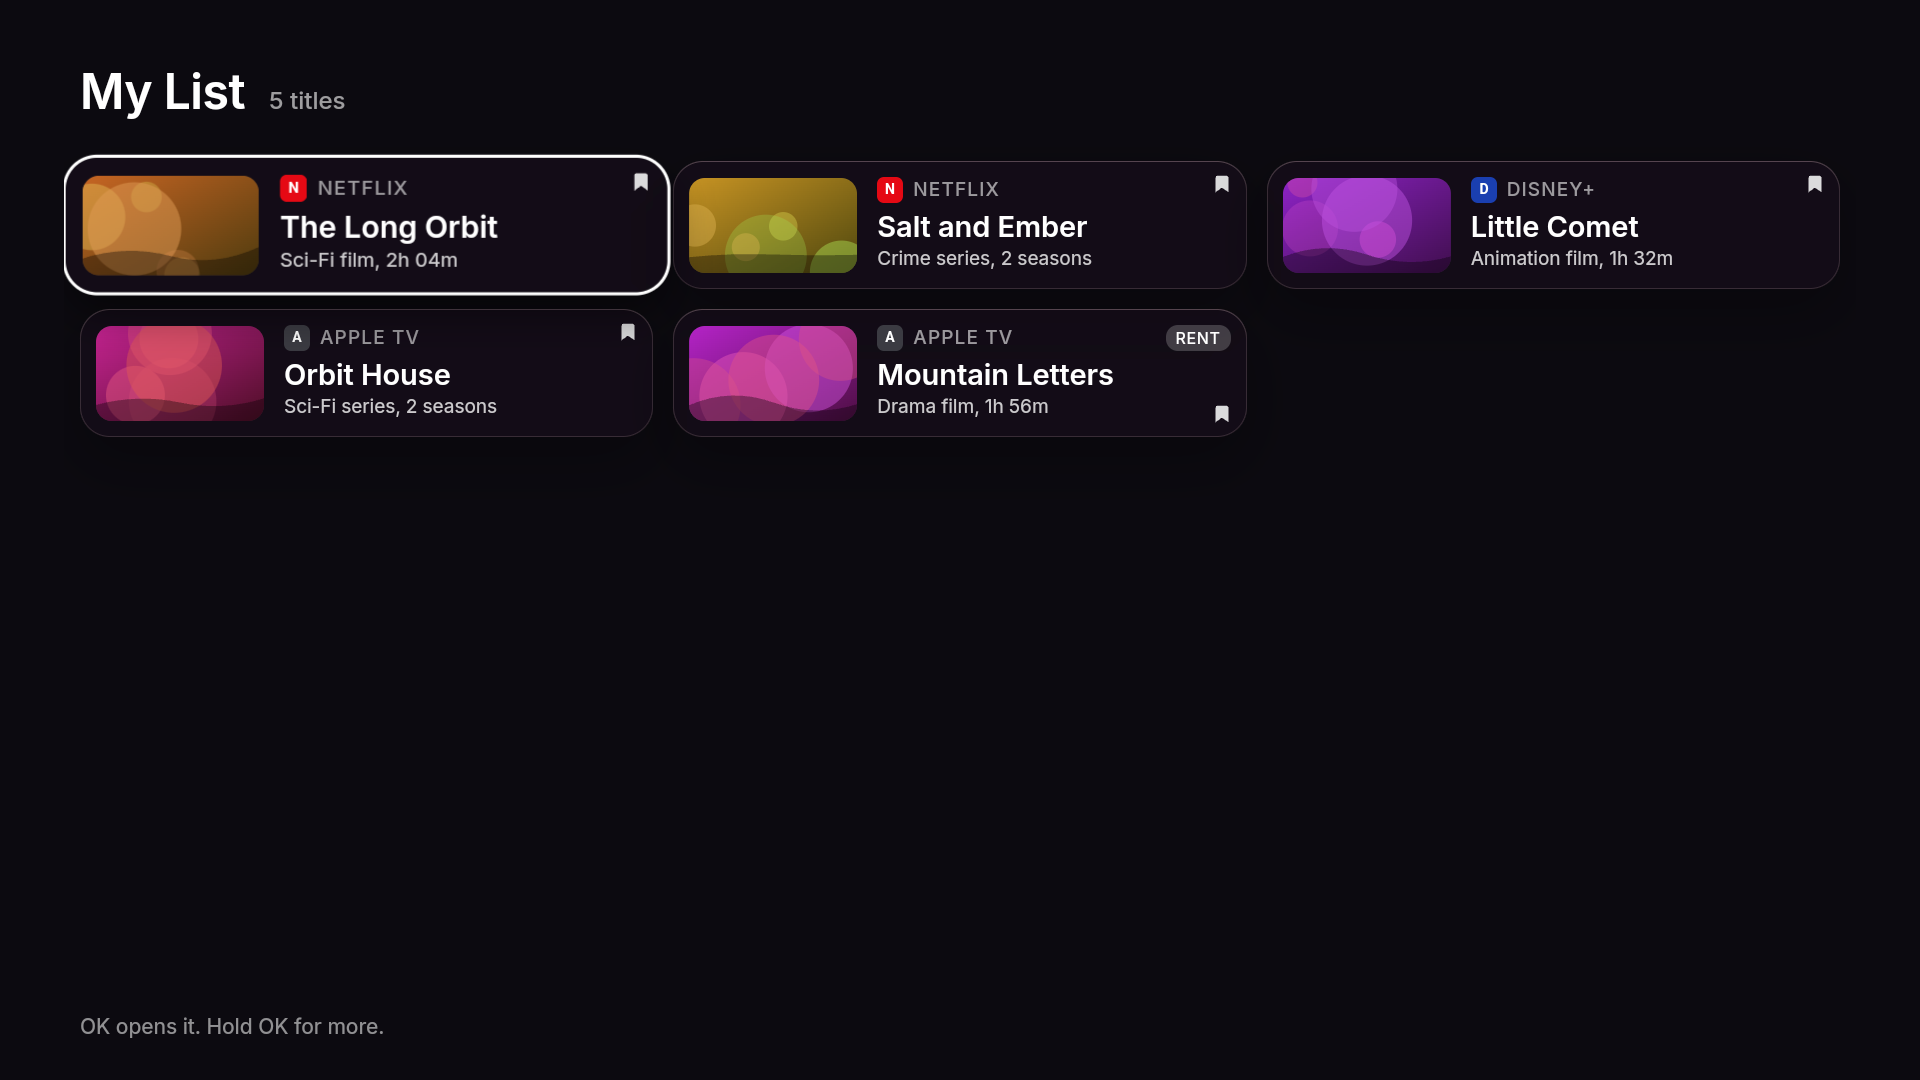 My List 5 titles
N NETFLIX
The Long Orbit
Sci-Fi film, 2h 04m
N NETFLIX
Salt and Ember
Crime series, 2 seasons
D DISNEY+
Little Comet
Animation film, 1h 32m
A APPLE TV
Orbit House
Sci-Fi series, 2 seasons
A APPLE TV RENT
Mountain Letters
Drama film, 1h 56m
OK opens it. Hold OK for more.